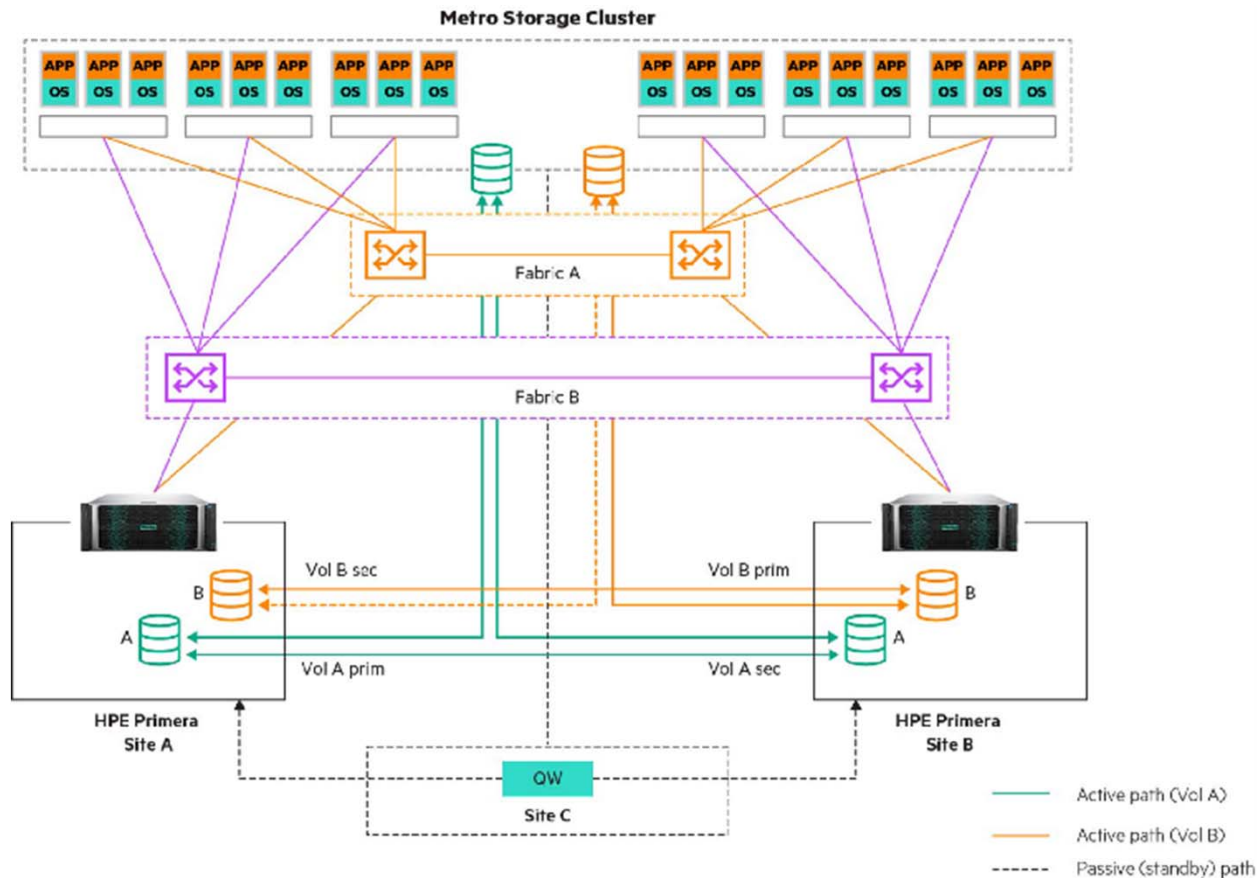 Metro Storage Cluster
APP APP APP APP APP APP APP APP APP APP APP APP APP APP APP APP APP APP
OS OS OS OS OS OS OS OS OS OS OS OS OS OS OS OS OS OS
Fabric A
Fabric B
Vol B sec Vol B prim
B B
A A
Vol A prim Vol A sec
HPE Primera HPE Primera
Site A Site B
QW
Site C
Active path (Vol A)
Active path (Vol B)
Passive (standby) path